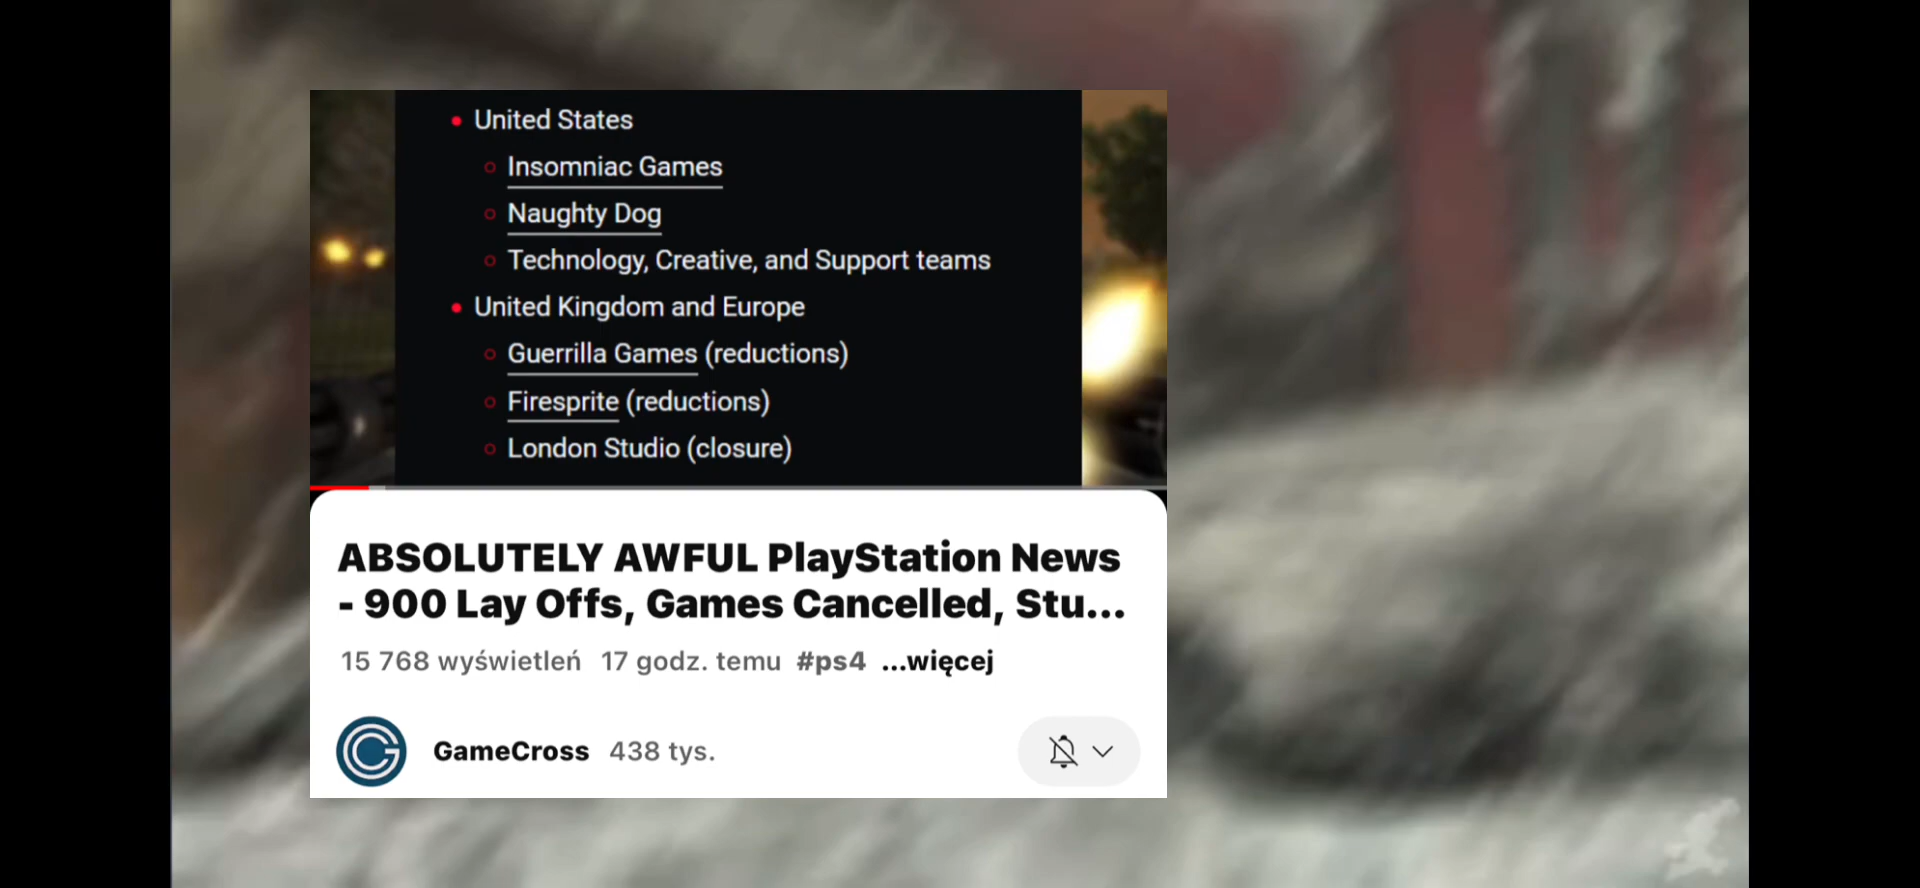 United States
Insomniac Games
Naughty Dog
Technology, Creative, and Support teams
United Kingdom and Europe
Guerrilla Games (reductions)
Firesprite (reductions)
London Studio (closure)
ABSOLUTELY AWFUL PlayStation News
- 900 Lay Offs, Games Cancelled, Stu...
15 768 wyświetleń 17 godz. temu #ps4 ...więcej
GameCross 438 tys.